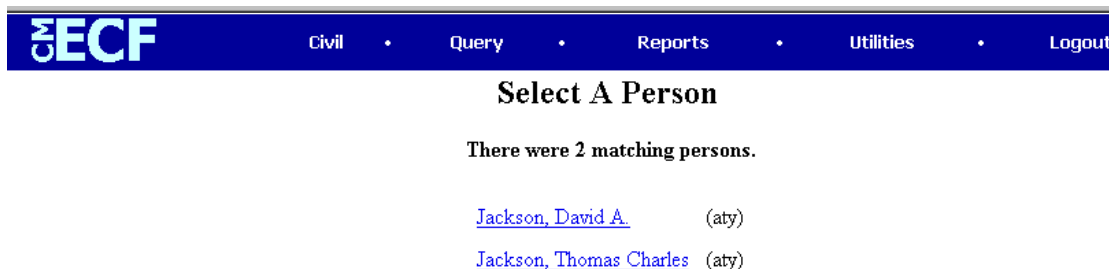 CM ECF Civil • Query • Reports • Utilities • Logout
Select A Person
There were 2 matching persons.
Jackson, David A. (aty)
Jackson, Thomas Charles (aty)